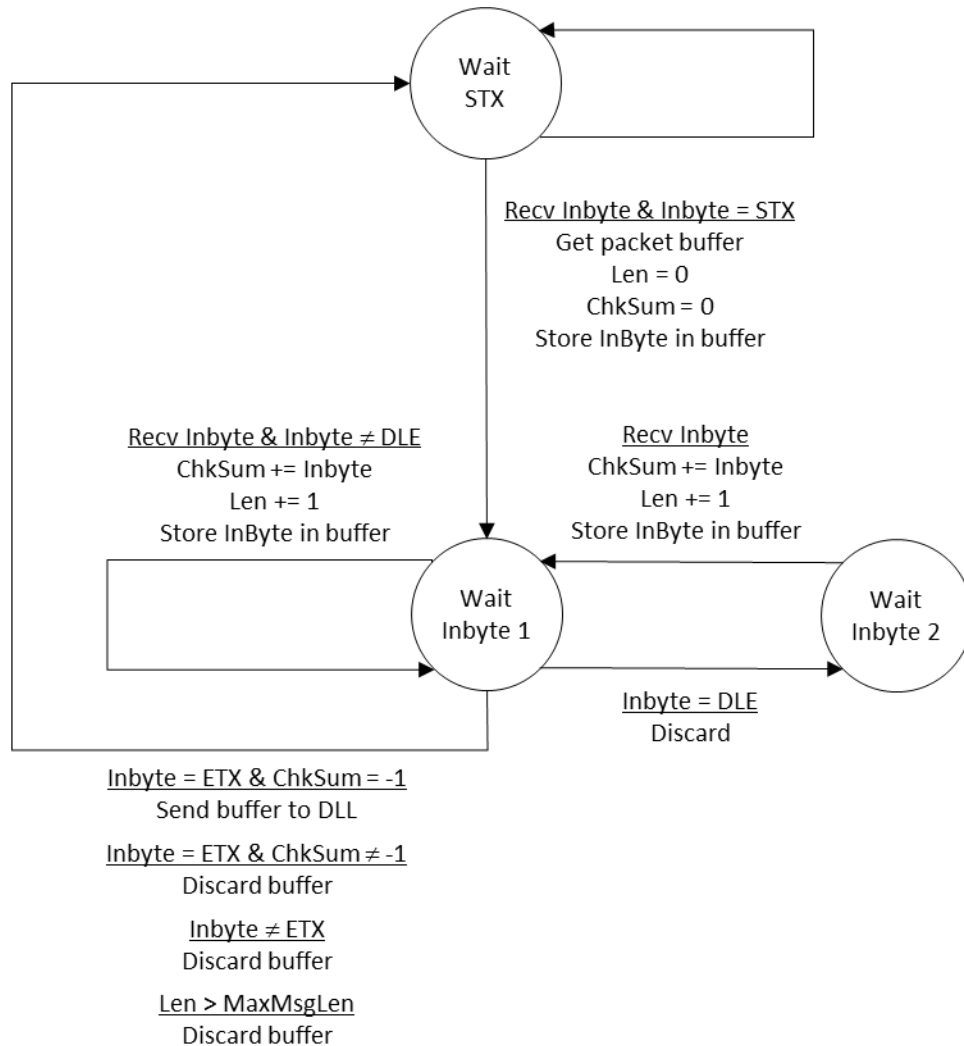 Wait
STX
Recv Inbyte & Inbyte = STX
Get packet buffer
Len = 0
ChkSum = 0
Store InByte in buffer
Recv Inbyte & Inbyte ≠ DLE
ChkSum += Inbyte
Len += 1
Store InByte in buffer
Recv Inbyte
ChkSum += Inbyte
Len += 1
Store InByte in buffer
Wait
Inbyte 1
Wait
Inbyte 2
Inbyte = DLE
Discard
Inbyte = ETX & ChkSum = -1
Send buffer to DLL
Inbyte = ETX & ChkSum ≠ -1
Discard buffer
Inbyte ≠ ETX
Discard buffer
Len > MaxMsgLen
Discard buffer